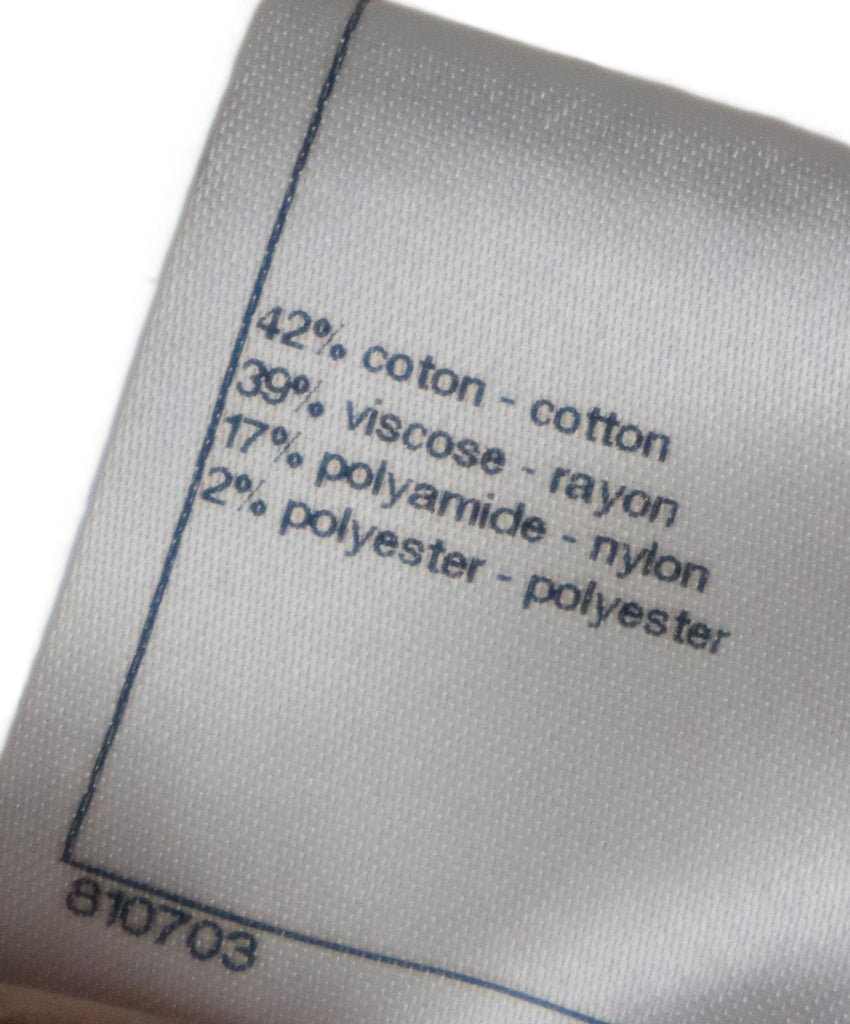 42% coton - cotton
39% viscose - rayon
17% polyamide - nylon
2% polyester - polyester
810703